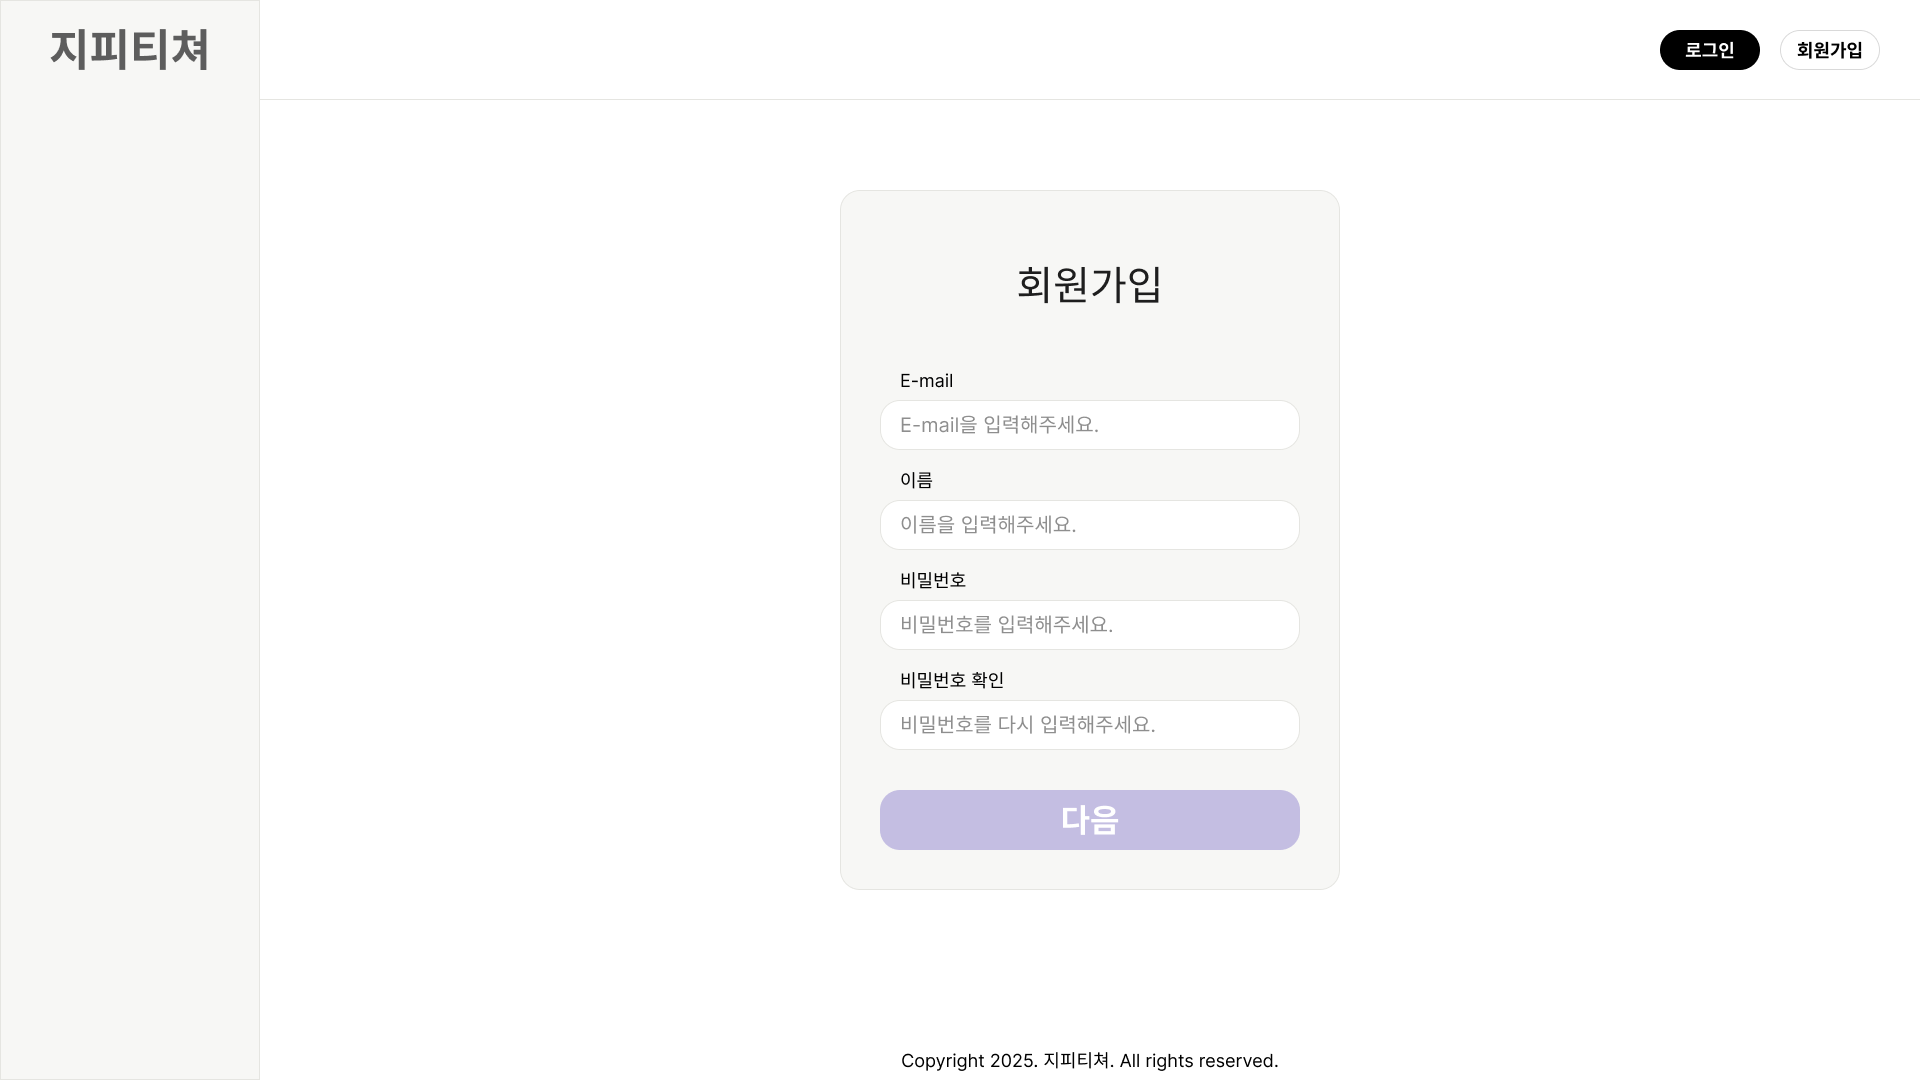 지피티쳐
로그인
회원가입
회원가입
E-mail
E-mail을 입력해주세요.
이름
이름을 입력해주세요.
비밀번호
비밀번호를 입력해주세요.
비밀번호 확인
비밀번호를 다시 입력해주세요.
다음
Copyright 2025. 지피티쳐. All rights reserved.